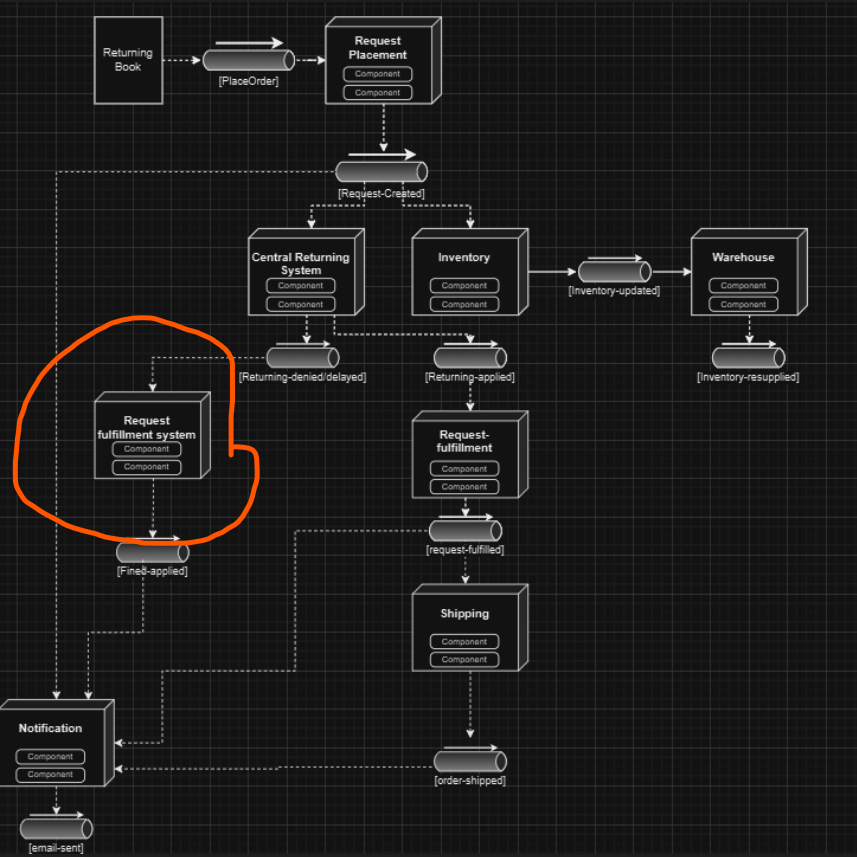 Returning
Book
[PlaceOrder]
Request
Placement
Component
Component
[Request-Created]
Central Returning
System
Component
Component
Inventory
Component
Component
[Inventory-updated]
Warehouse
Component
Component
[Returning-denied/delayed]
[Returning-applied]
[Inventory-resupplied]
Request
fulfillment system
Component
Component
Request-
fulfillment
Component
Component
[Fined-applied]
[request-fulfilled]
Shipping
Component
Component
Notification
Component
Component
[order-shipped]
[email-sent]